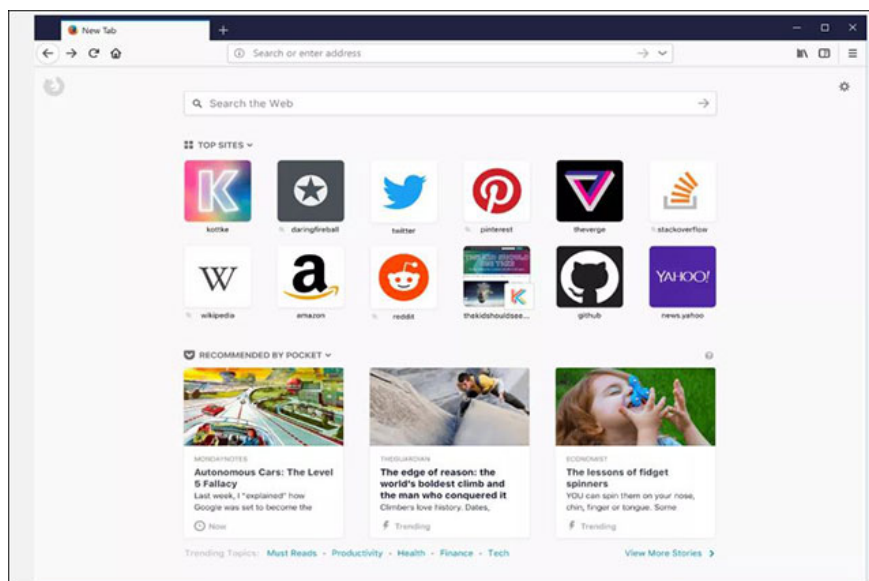 New Tab
Search or enter address
Search the Web
TOP SITES
K
kottke
daringfireball
twitter
pinterest
theverge
stackoverflow
W
a
YAHOO!
wikipedia
amazon
reddit
thekidshouldsee...
github
news.yahoo
RECOMMENDED BY POCKET
MONDAYNOTES
Autonomous Cars: The Level
5 Fallacy
Last week, I "explained" how
Google was set to become the
Now
THEGUARDIAN
The edge of reason: the
world's boldest climb and
the man who conquered it
Climbers love history. Dates,
Trending
ECONOMIST
The lessons of fidget
spinners
YOU can spin them on your nose,
chin, finger or tongue. Some
Trending
Trending Topics: Must Reads • Productivity • Health • Finance • Tech
View More Stories